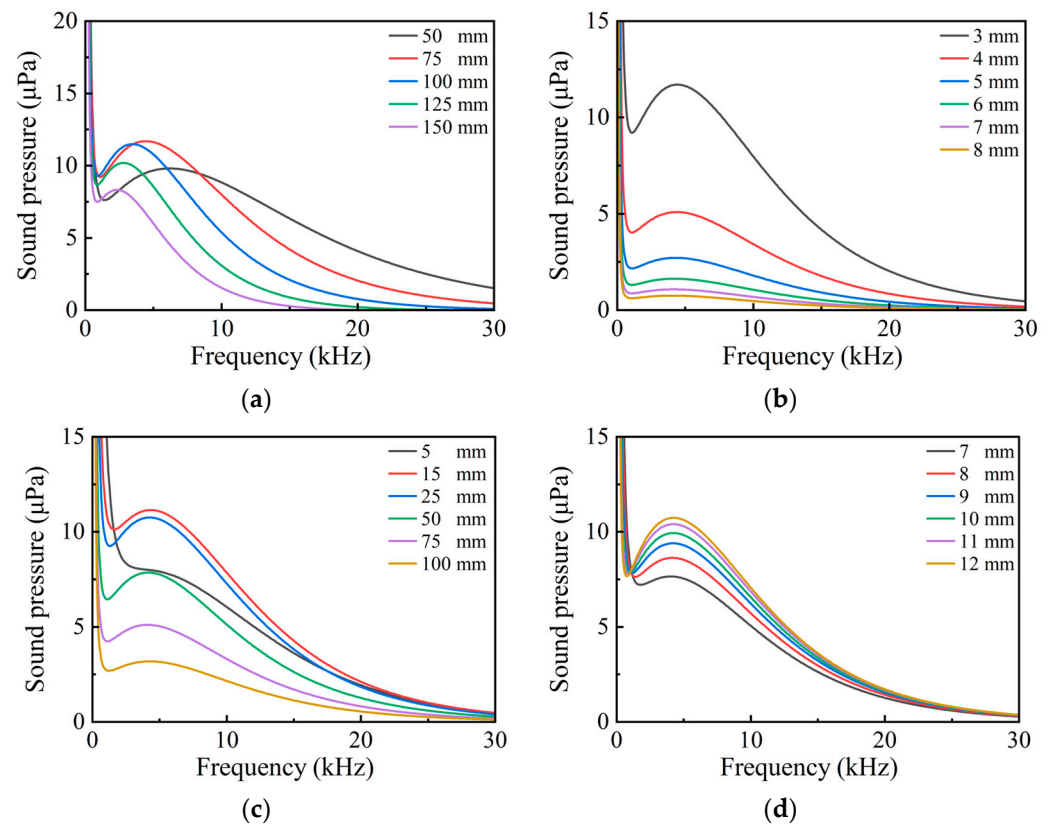 20
15
10
5
0
0
10
20
30
Sound pressure (μPa)
Frequency (kHz)
50 mm
75 mm
100 mm
125 mm
150 mm
(a)
15
10
5
0
0
10
20
30
Sound pressure (μPa)
Frequency (kHz)
3 mm
4 mm
5 mm
6 mm
7 mm
8 mm
(b)
15
10
5
0
0
10
20
30
Sound pressure (μPa)
Frequency (kHz)
5 mm
15 mm
25 mm
50 mm
75 mm
100 mm
(c)
15
10
5
0
0
10
20
30
Sound pressure (μPa)
Frequency (kHz)
7 mm
8 mm
9 mm
10 mm
11 mm
12 mm
(d)